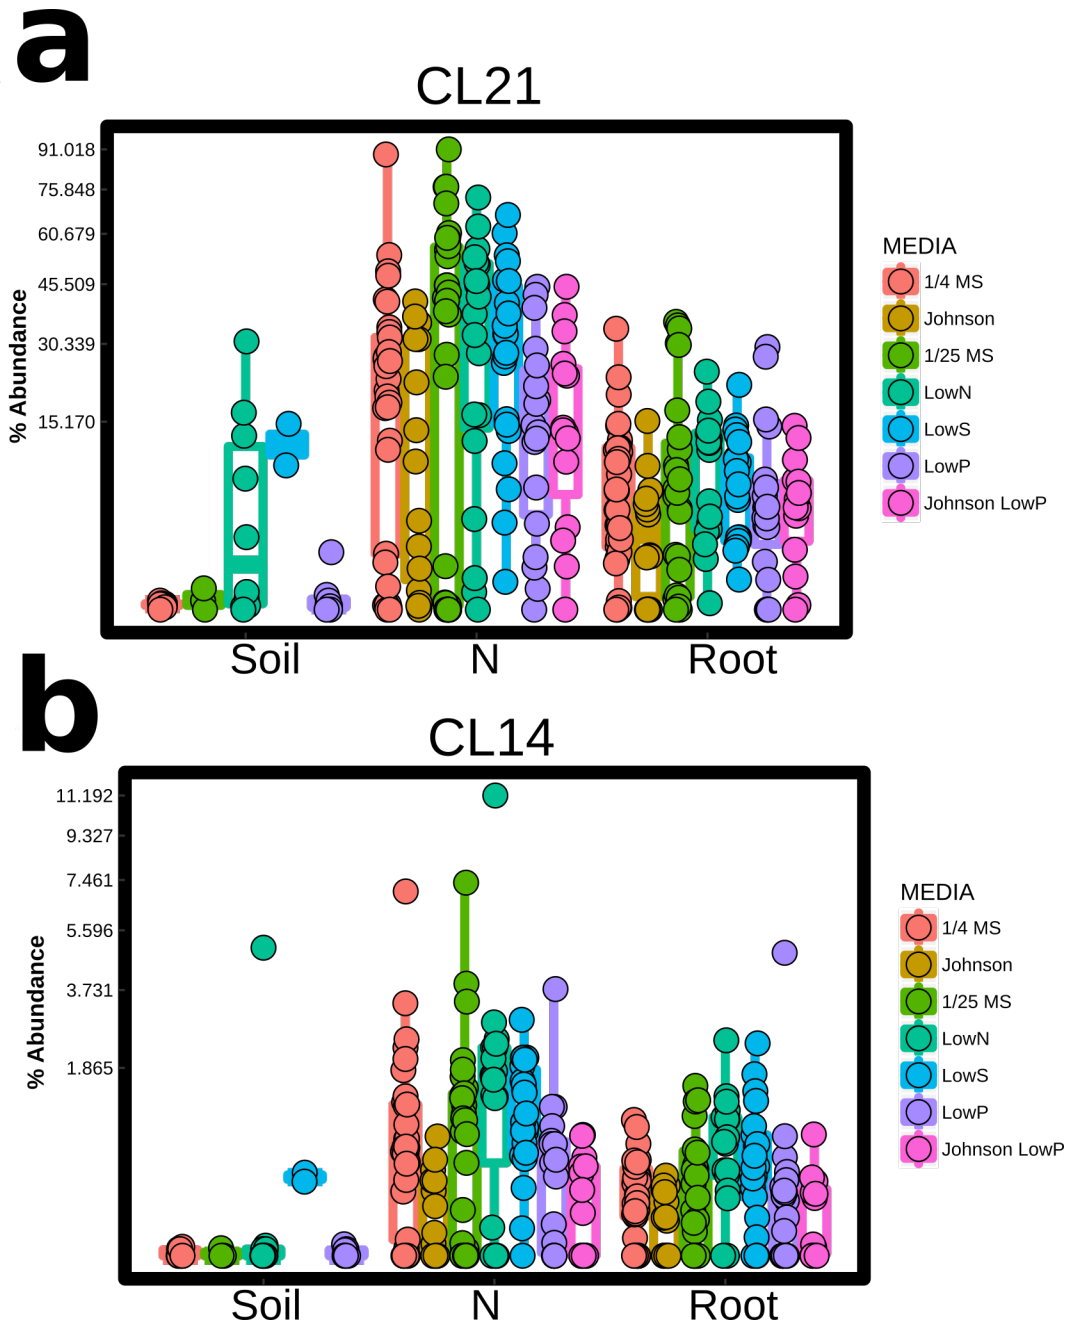 a
CL21
91.018
75.848
60.679
45.509
30.339
15.170
% Abundance
Soil N Root
MEDIA
1/4 MS
Johnson
1/25 MS
LowN
LowS
LowP
Johnson LowP
b
CL14
11.192
9.327
7.461
5.596
3.731
1.865
% Abundance
Soil N Root
MEDIA
1/4 MS
Johnson
1/25 MS
LowN
LowS
LowP
Johnson LowP